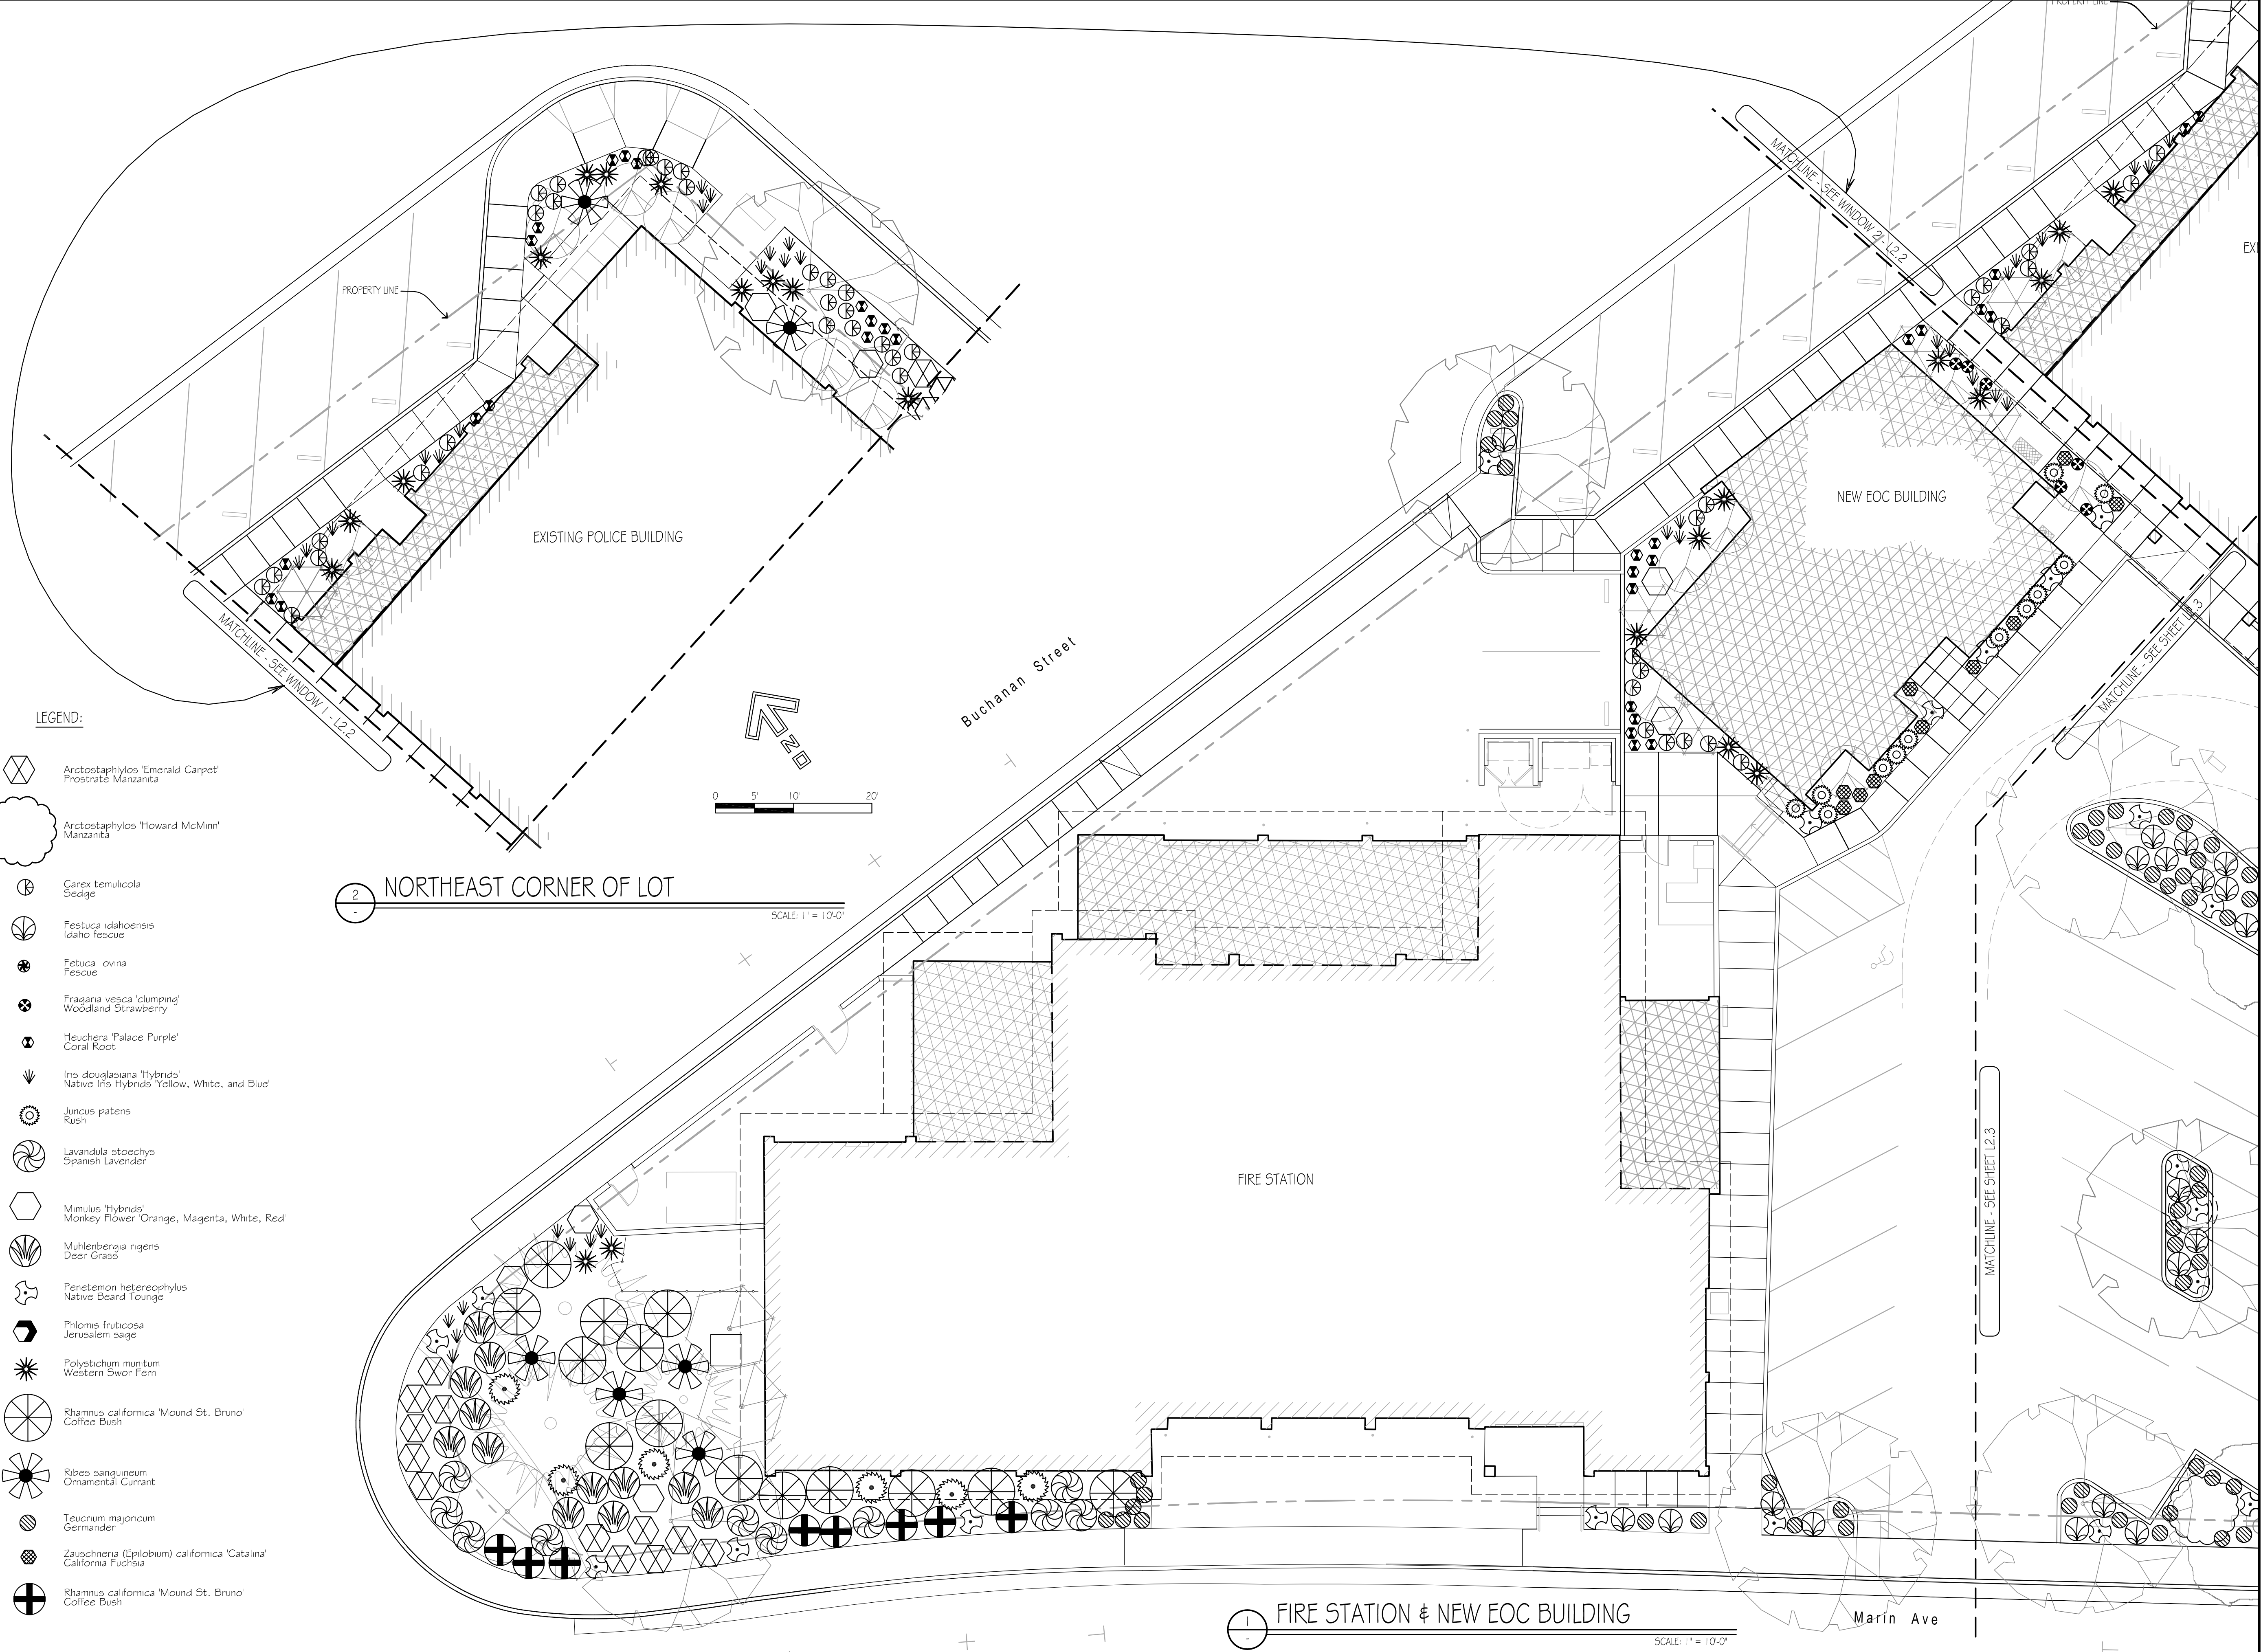 PROPERTY LINE
MATCHLINE - SEE WINDOW 2 - L2.2
EXI
PROPERTY LINE
NEW EOC BUILDING
EXISTING POLICE BUILDING
MATCHLINE - SEE WINDOW 1 - L2.2
MATCHLINE - SEE SHEET L2.3
Buchanan Street
NO
0 5' 10' 20'
2
-
NORTHEAST CORNER OF LOT
SCALE: 1" = 10'-0"
LEGEND:
Arctostaphlylos 'Emerald Carpet'
Prostrate Manzanita
Arctostaphylos 'Howard McMinn'
Manzanita
Carex temulicola
Sedge
Festuca idahoensis
Idaho fescue
Fetuca ovina
Fescue
Fragaria vesca 'clumping'
Woodland Strawberry
Heuchera 'Palace Purple'
Coral Root
Iris douglasiana 'Hybrids'
Native Iris Hybrids 'Yellow, White, and Blue'
Juncus patens
Rush
Lavandula stoechys
Spanish Lavender
Mimulus 'Hybrids'
Monkey Flower 'Orange, Magenta, White, Red'
Muhlenbergia rigens
Deer Grass
Penetemon hetereophylus
Native Beard Tounge
Phlomis fruticosa
Jerusalem sage
Polystichum munitum
Western Swor Fern
Rhamnus californica 'Mound St. Bruno'
Coffee Bush
Ribes sanguineum
Ornamental Currant
Teucrium majoricum
Germander
Zauschneria (Epilobium) californica 'Catalina'
California Fuchsia
Rhamnus californica 'Mound St. Bruno'
Coffee Bush
FIRE STATION
MATCHLINE - SEE SHEET L2.3
1
-
FIRE STATION & NEW EOC BUILDING
SCALE: 1" = 10'-0"
Marin Ave